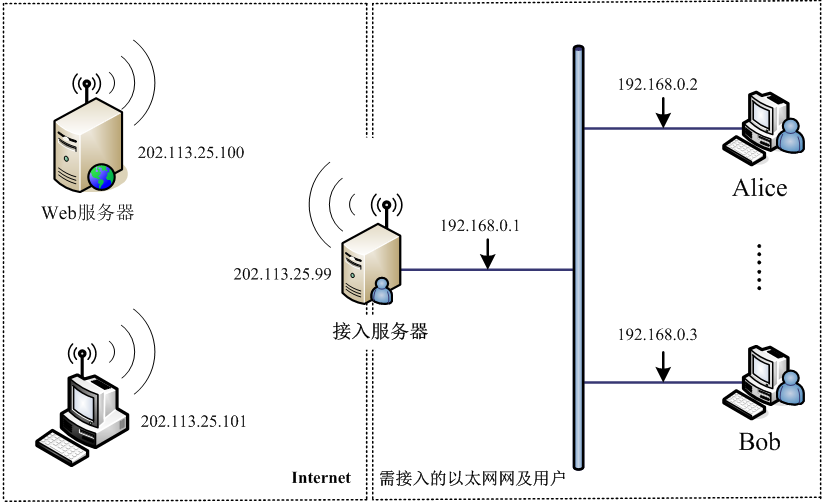 202.113.25.100
Web服务器
202.113.25.99
接入服务器
202.113.25.101
Internet
192.168.0.1
192.168.0.2
Alice
192.168.0.3
Bob
需接入的以太网网及用户